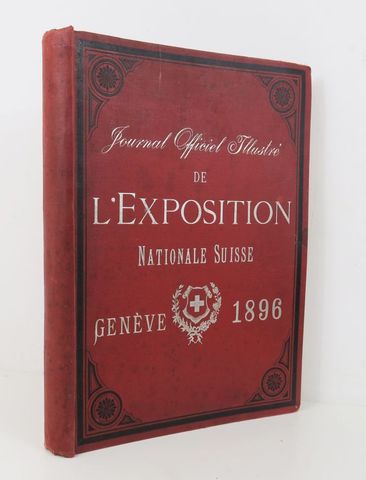 Journal Officiel Illustré
DE
L'EXPOSITION
NATIONALE SUISSE
GENÈVE 1896